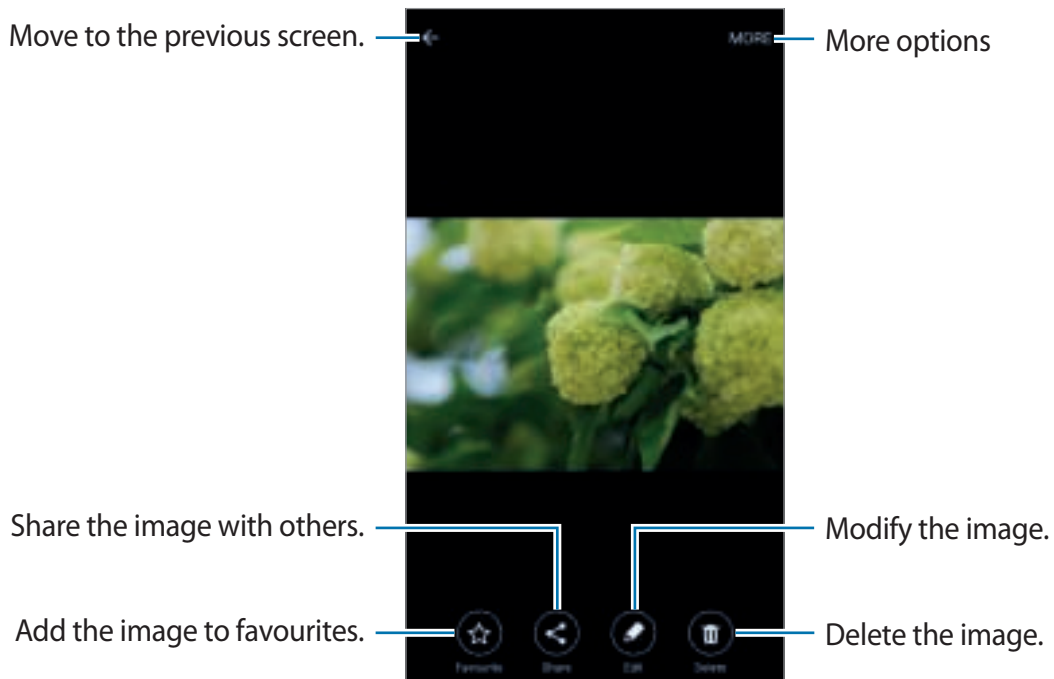 Move to the previous screen.
MORE
More options
Share the image with others.
Modify the image.
Add the image to favourites.
Delete the image.
Favourite
Share
Edit
Delete